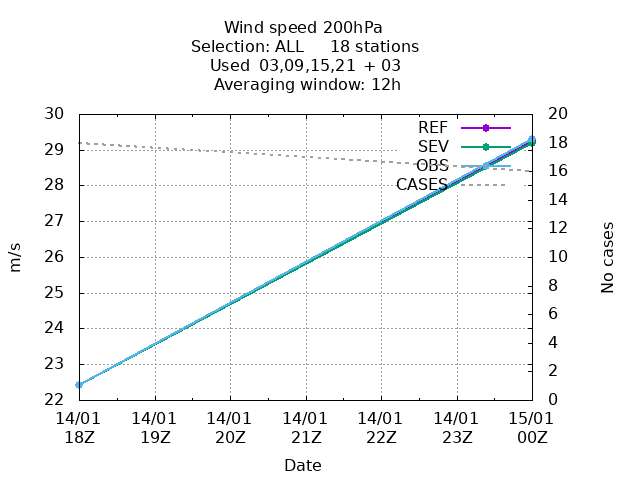 Wind speed 200hPa
Selection: ALL 18 stations
Used 03,09,15,21 + 03
Averaging window: 12h
30
29
28
27
26
25
24
23
22
20
18
16
14
12
10
8
6
4
2
0
m/s
No cases
REF
SEV
OBS
CASES
14/01 14/01 14/01 14/01 14/01 14/01 15/01
18Z 19Z 20Z 21Z 22Z 23Z 00Z
Date